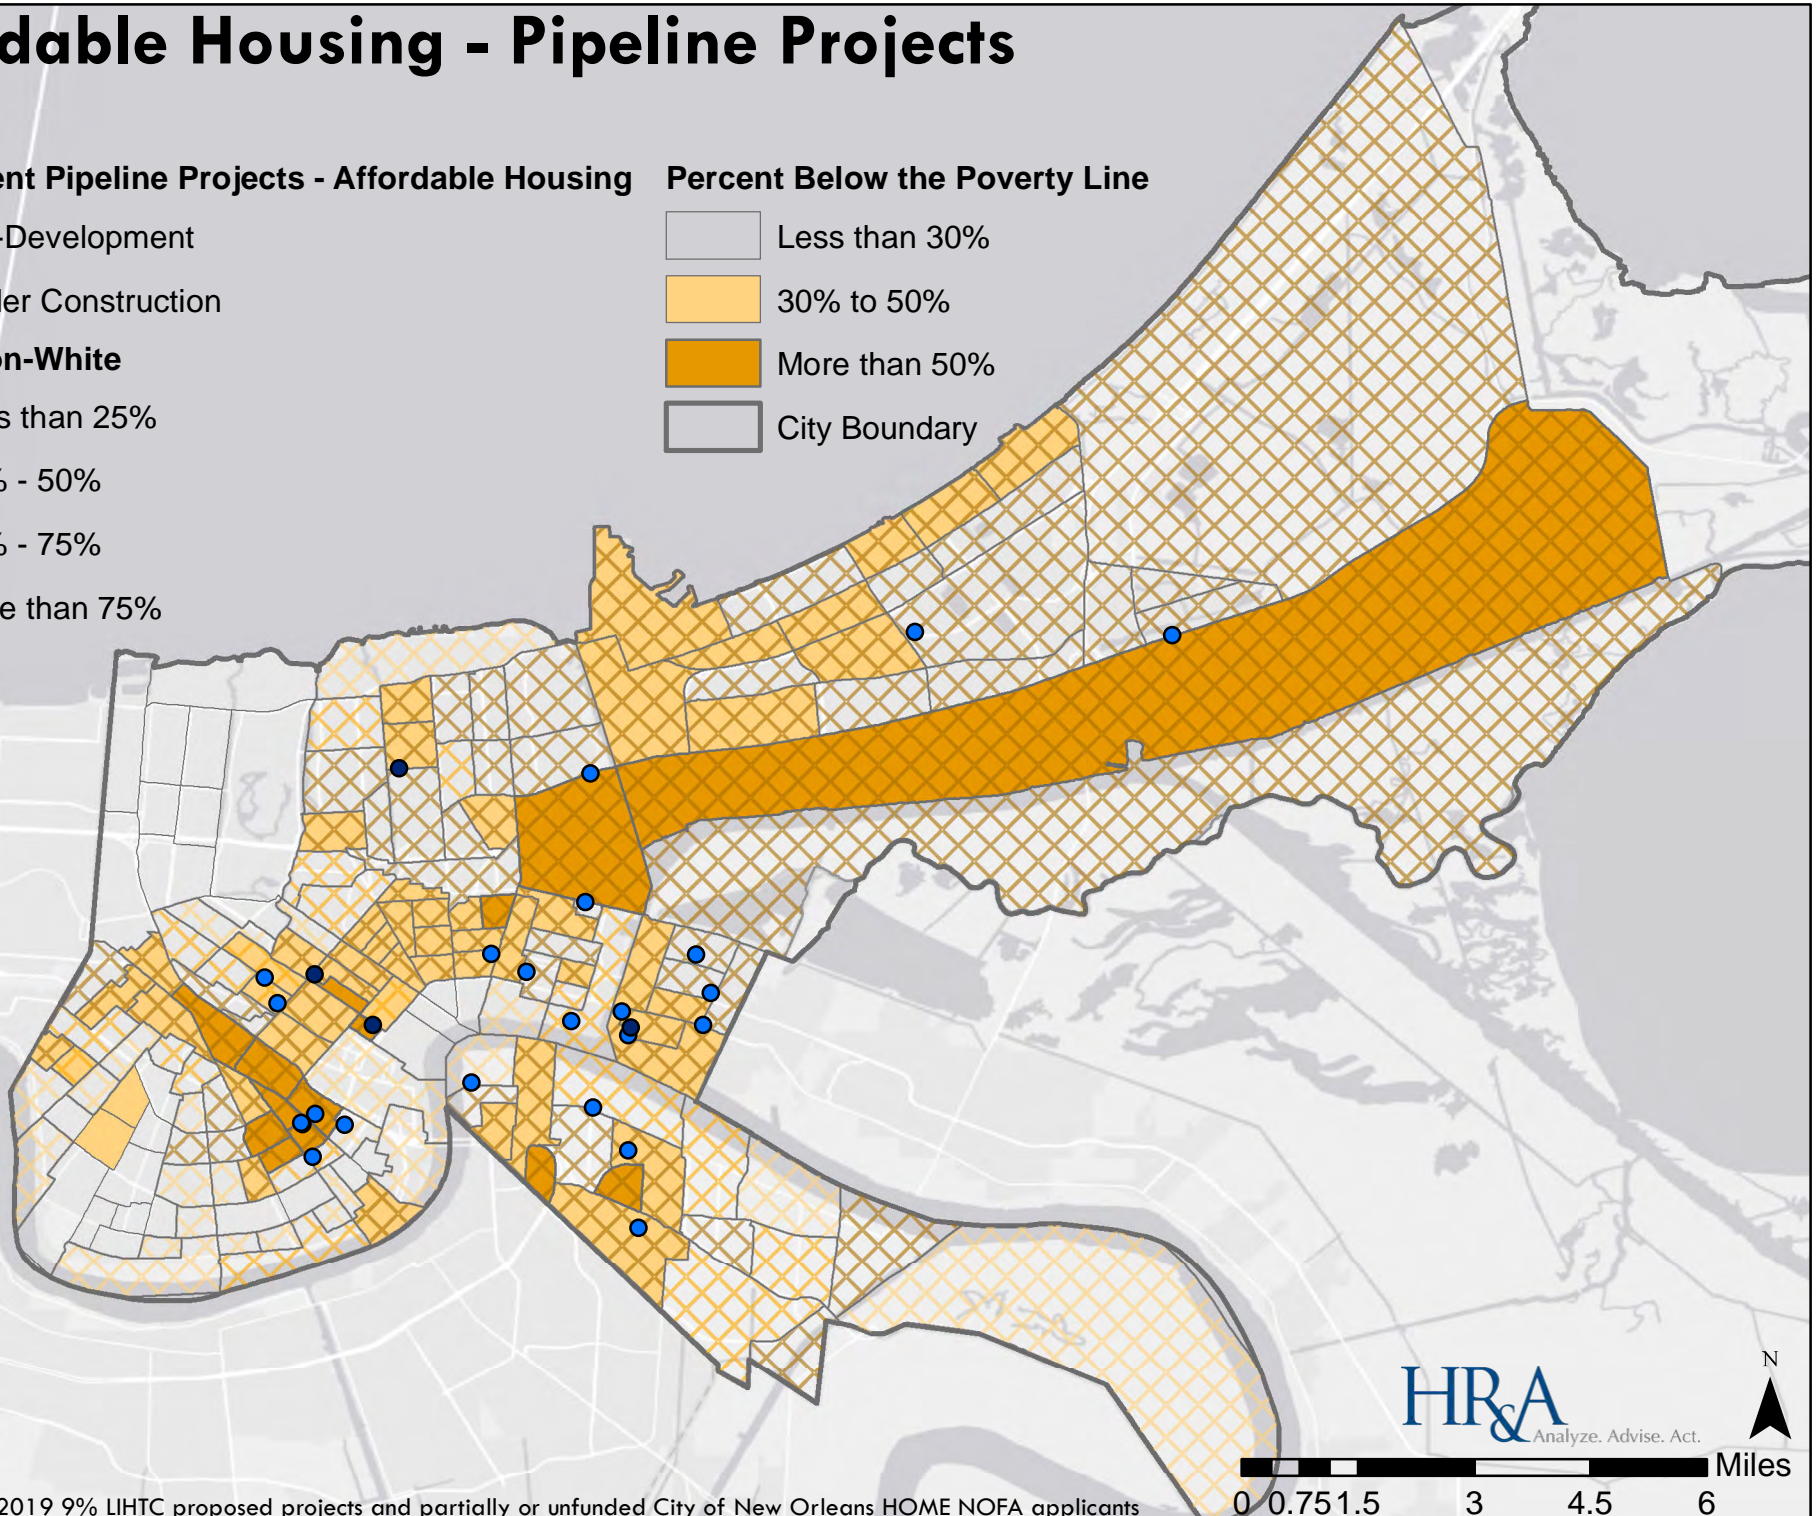 dable Housing - Pipeline Projects
ent Pipeline Projects - Affordable Housing
-Development
ler Construction
on-White
s than 25%
% - 50%
% - 75%
e than 75%
Percent Below the Poverty Line
Less than 30%
30% to 50%
More than 50%
City Boundary
HR&A
Analyze. Advise. Act.
N
Miles
0 0.75 1.5 3 4.5 6
2019 9% LIHTC proposed projects and partially or unfunded City of New Orleans HOME NOFA applicants